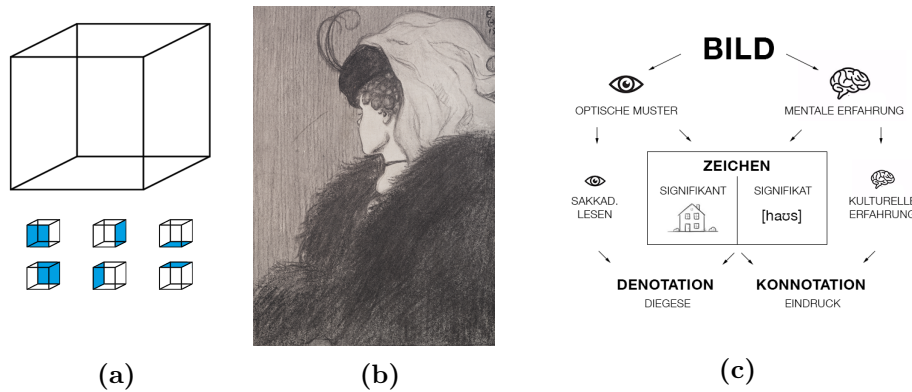 BILD
OPTISCHE MUSTER
MENTALE ERFAHRUNG
ZEICHEN
SIGNIFIKANT
SIGNIFIKAT
[haʊs]
SAKKAD.
LESEN
KULTURELLE
ERFAHRUNG
DENOTATION
KONNOTATION
DIEGESE
EINDRUCK
(a)
(b)
(c)